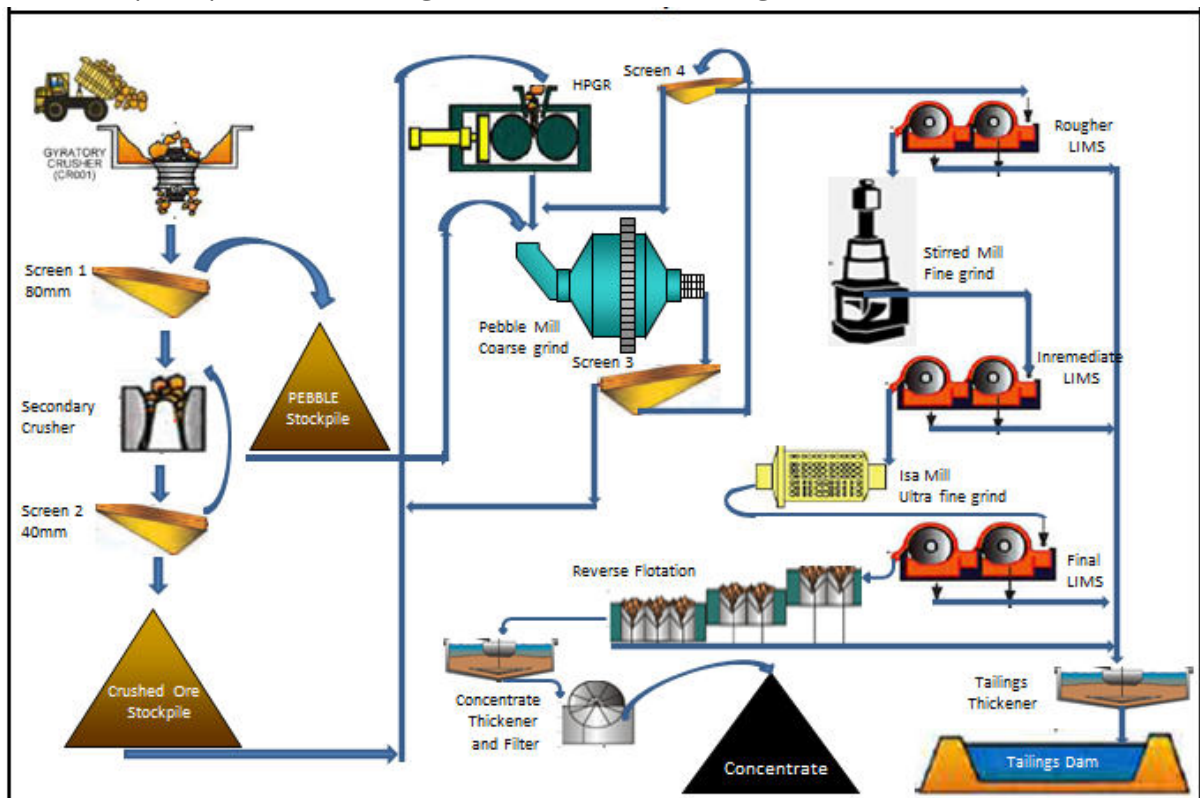 HPGR
Screen 4
GYRATORY
CRUSHER
(CR001)
Rougher
LIMS
Screen 1
80mm
Stirred Mill
Fine grind
Pebble Mill
Coarse grind
Screen 3
Inremediate
LIMS
Secondary
Crusher
PEBBLE
Stockpile
Isa Mill
Ultra fine grind
Screen 2
40mm
Reverse Flotation
Final
LIMS
Crushed Ore
Stockpile
Concentrate
Thickener
and Filter
Tailings
Thickener
Concentrate
Tailings Dam